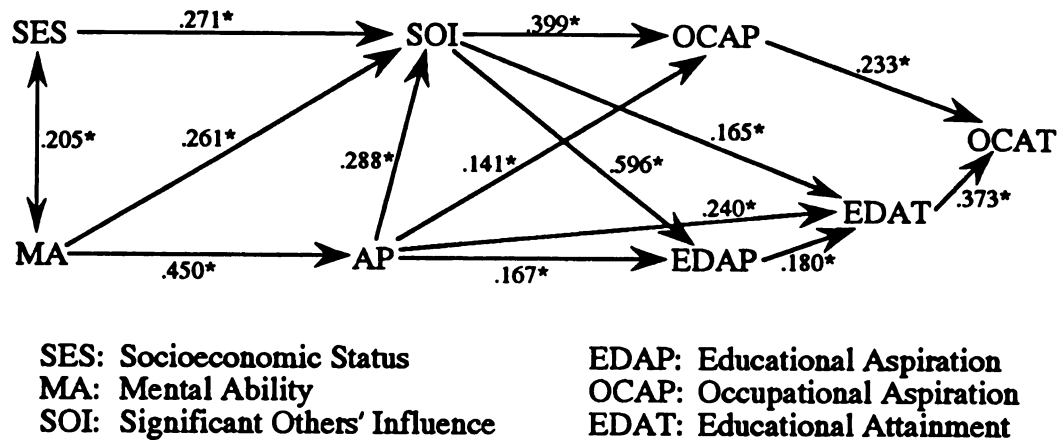 SES .271* SOI .399* OCAP
.233*
.205* .261* .288* .141* .596* .165* OCAT
.240* EDAT .373*
MA .450* AP .167* EDAP .180*
SES: Socioeconomic Status
MA: Mental Ability
SOI: Significant Others' Influence
EDAP: Educational Aspiration
OCAP: Occupational Aspiration
EDAT: Educational Attainment